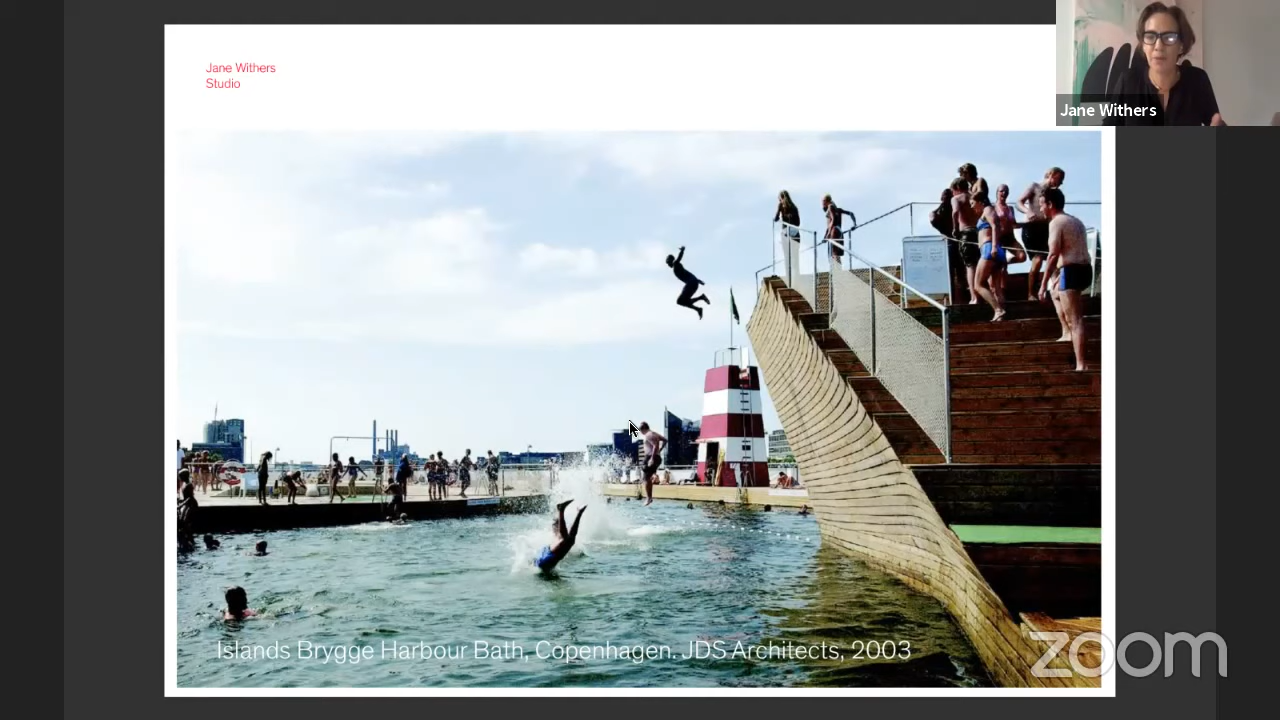 Jane Withers
Studio
Jane Withers
Islands Brygge Harbour Bath, Copenhagen. JDS Architects, 2003
zoom